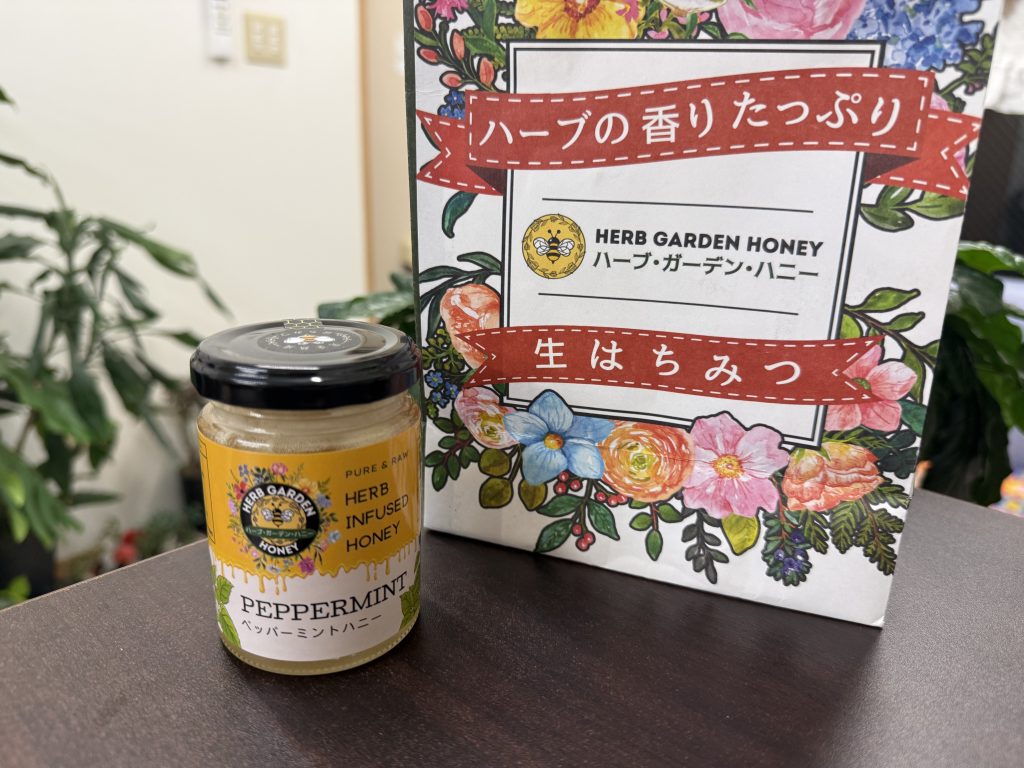 ハーブの香りたっぷり
HERB GARDEN HONEY
ハーブ・ガーデン・ハニー
生はちみつ
PURE & RAW
HERB
INFUSED
HONEY
HERB GARDEN
ハーブ・ガーデン・ハニー
HONEY
PEPPERMINT
ペッパーミントハニー